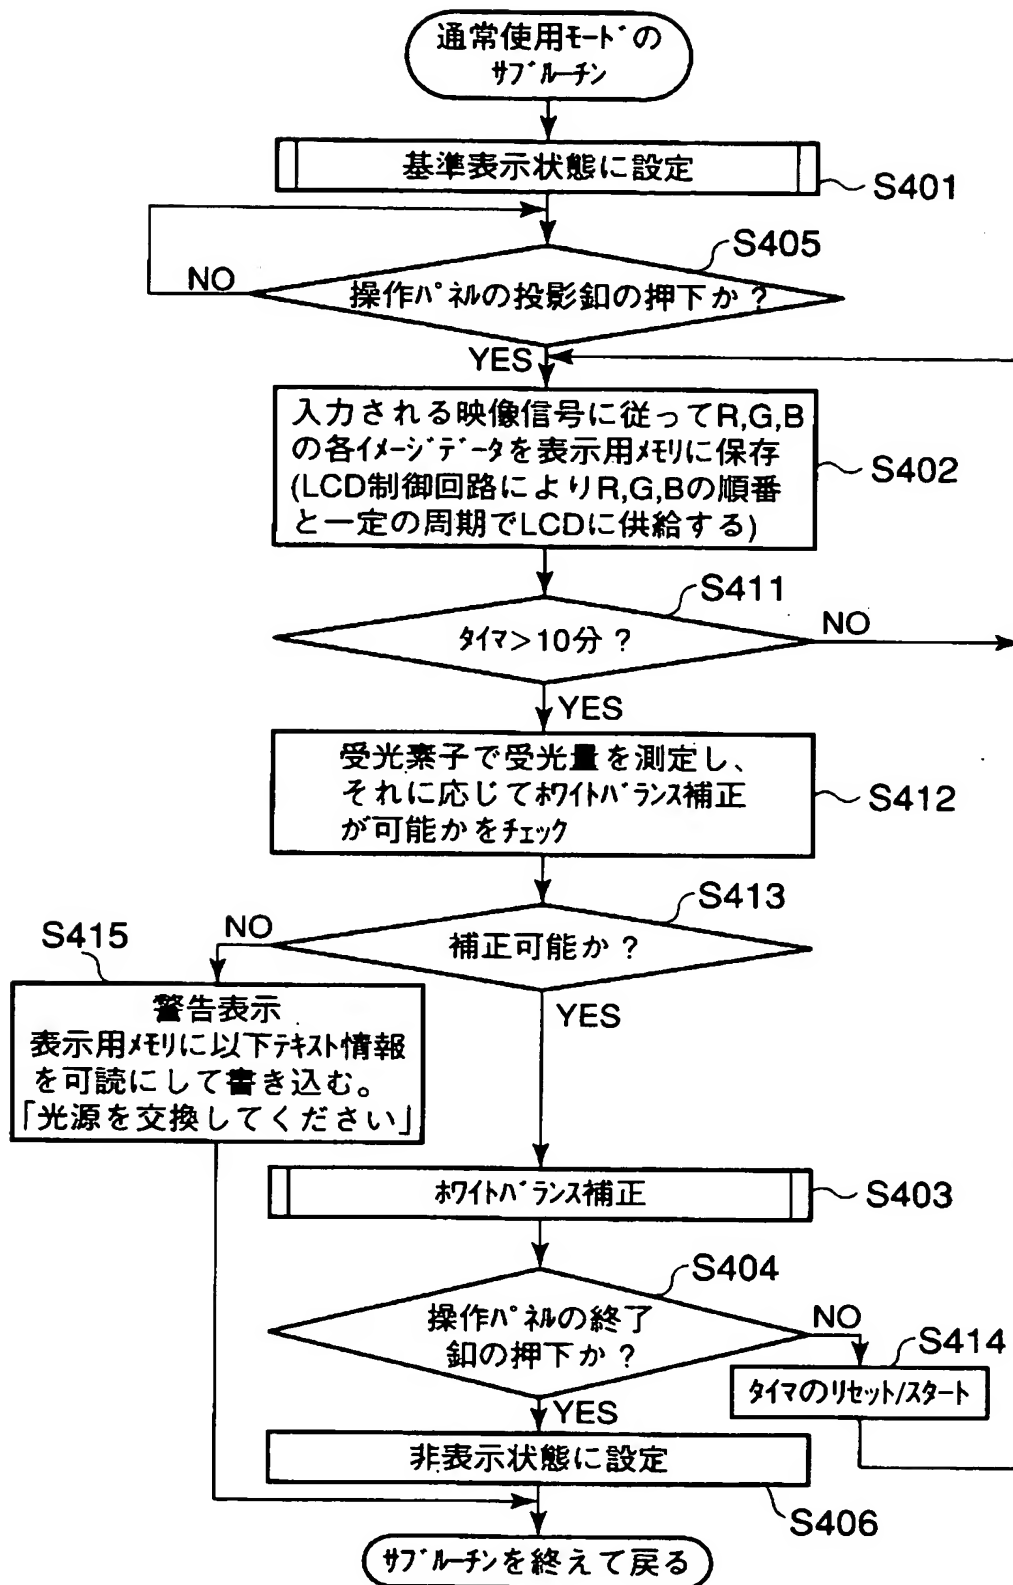 通常使用ﾓｰﾄﾞの
ｻﾌﾞﾙｰﾁﾝ
基準表示状態に設定
S401
S405
NO
操作ﾊﾟﾈﾙの投影釦の押下か？
YES
入力される映像信号に従ってR,G,B
の各ｲﾒｰｼﾞﾃﾞｰﾀを表示用ﾒﾓﾘに保存
(LCD制御回路によりR,G,Bの順番
と一定の周期でLCDに供給する)
S402
S411
ﾀｲﾏ>10分？
NO
YES
受光素子で受光量を測定し、
それに応じてﾎﾜｲﾄﾊﾞﾗﾝｽ補正
が可能かをﾁｪｯｸ
S412
S413
NO
補正可能か？
S415
YES
警告表示
表示用ﾒﾓﾘに以下ﾃｷｽﾄ情報
を可読にして書き込む。
「光源を交換してください」
ﾎﾜｲﾄﾊﾞﾗﾝｽ補正
S403
S404
操作ﾊﾟﾈﾙの終了
釦の押下か？
NO
S414
ﾀｲﾏのﾘｾｯﾄ/ｽﾀｰﾄ
YES
非表示状態に設定
S406
ｻﾌﾞﾙｰﾁﾝを終えて戻る